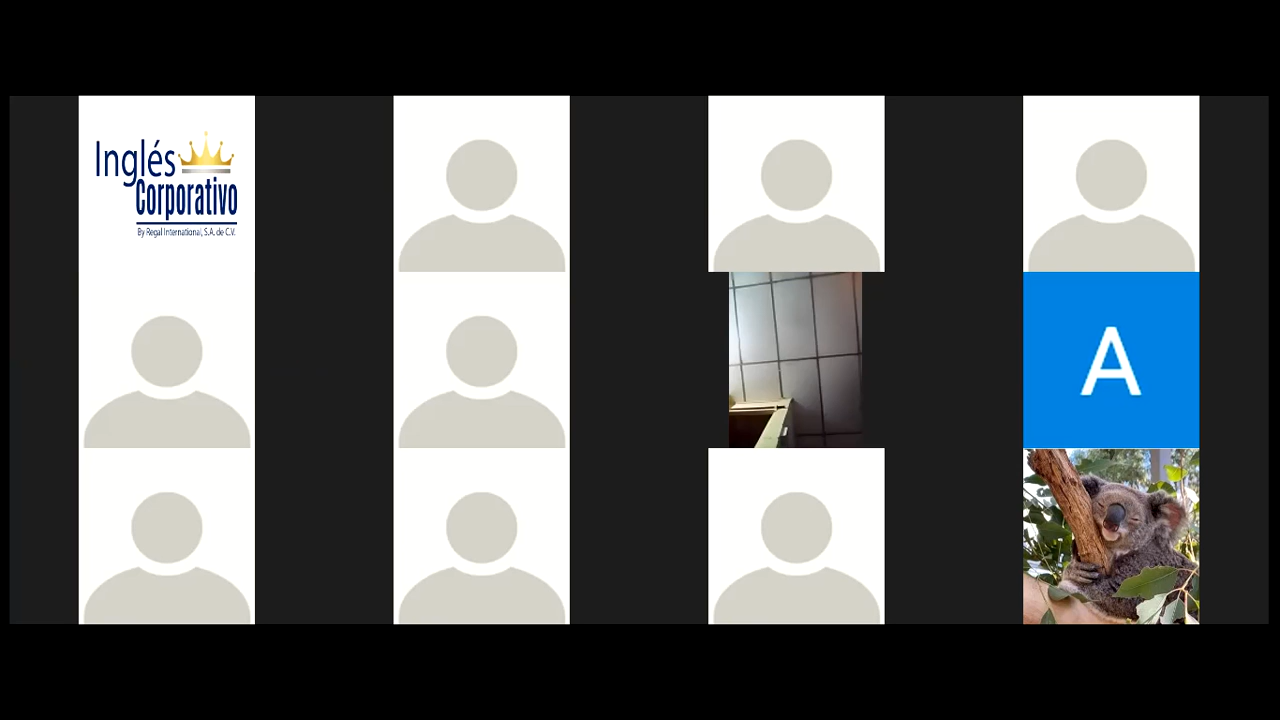 Inglés
Corporativo
By Regal International, S.A. de C.V.
A